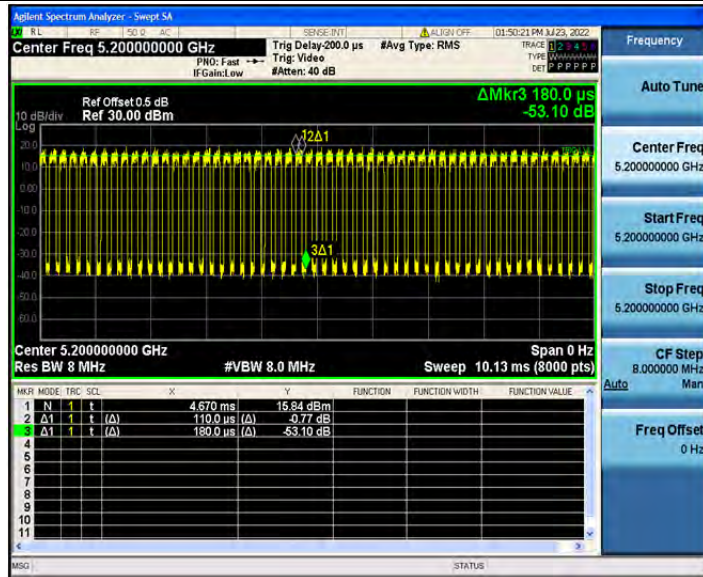 Agilent Spectrum Analyzer - Swept SA
RL RF 50 Ω AC SENSE:INT ALIGN OFF 01:50:21 PM Jul 23, 2022
Center Freq 5.200000000 GHz
PNO: Fast
IFGain:Low
Trig Delay-200.0 µs
Trig: Video
#Atten: 40 dB
#Avg Type: RMS
TRACE 1 2 3 4 5 6
TYPE
DET P P P P P P
10 dB/div
Log
Ref Offset 0.5 dB
Ref 30.00 dBm
ΔMkr3 180.0 µs
-53.10 dB
20.0
10.0
0.00
-10.0
-20.0
-30.0
-40.0
-50.0
-60.0
12Δ1
3Δ1
Center 5.200000000 GHz Span 0 Hz
Res BW 8 MHz #VBW 8.0 MHz Sweep 10.13 ms (8000 pts)
MKR MODE TRC SCL X Y FUNCTION FUNCTION WIDTH FUNCTION VALUE
1 N 1 t 4.670 ms 15.84 dBm
2 Δ1 1 t (Δ) 110.0 µs (Δ) -0.77 dB
3 Δ1 1 t (Δ) 180.0 µs (Δ) -53.10 dB
4
5
6
7
8
9
10
11
MSG STATUS
Frequency
Auto Tune
Center Freq
5.200000000 GHz
Start Freq
5.200000000 GHz
Stop Freq
5.200000000 GHz
CF Step
8.000000 MHz
Auto Man
Freq Offset
0 Hz